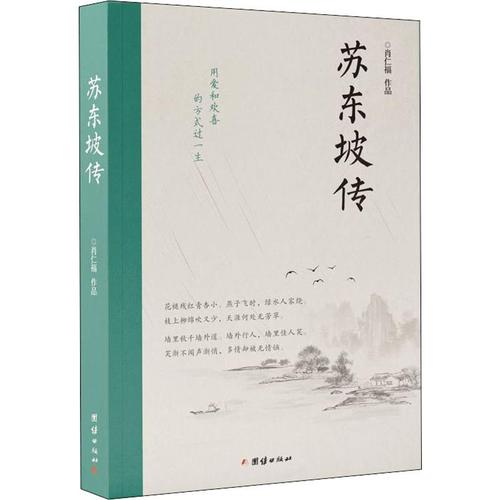 苏东坡传
◎肖仁福 作品
团结出版社
◎肖仁福 作品
苏东坡传
用爱和欢喜
的方式过一生
花褪残红青杏小。燕子飞时，绿水人家绕。
枝上柳绵吹又少，天涯何处无芳草。
墙里秋千墙外道。墙外行人，墙里佳人笑。
笑渐不闻声渐悄，多情却被无情恼。
团结出版社